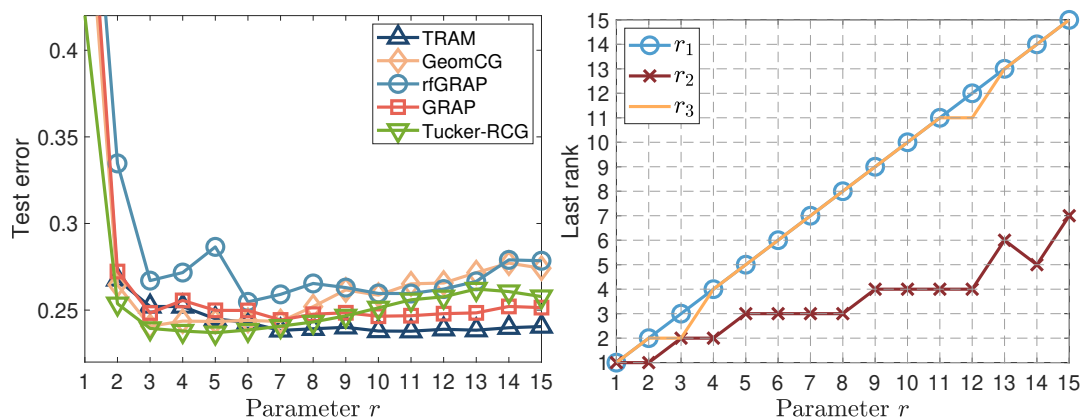 Test error
0.4
0.35
0.3
0.25
1 2 3 4 5 6 7 8 9 10 11 12 13 14 15
Parameter r
TRAM
GeomCG
rfGRAP
GRAP
Tucker-RCG
Last rank
15
14
13
12
11
10
9
8
7
6
5
4
3
2
1
1 2 3 4 5 6 7 8 9 10 11 12 13 14 15
Parameter r
r₁
r₂
r₃